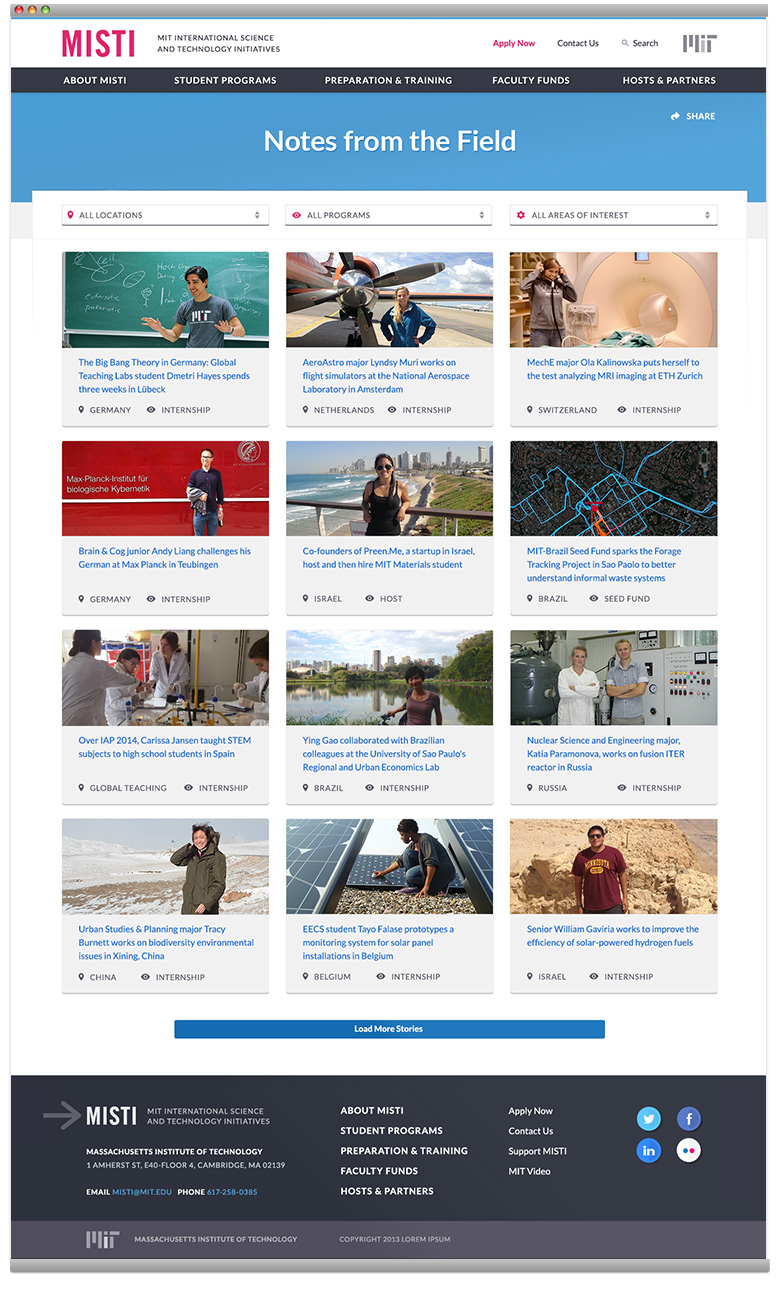 MISTI
MIT INTERNATIONAL SCIENCE
AND TECHNOLOGY INITIATIVES
Apply Now
Contact Us
Search
MIT
ABOUT MISTI
STUDENT PROGRAMS
PREPARATION & TRAINING
FACULTY FUNDS
HOSTS & PARTNERS
SHARE
Notes from the Field
ALL LOCATIONS
ALL PROGRAMS
ALL AREAS OF INTEREST
cell
eukaryotic
prokaryotic
MIT
The Big Bang Theory in Germany: Global
Teaching Labs student Dmetri Hayes spends
three weeks in Lübeck
GERMANY
INTERNSHIP
AeroAstro major Lyndsy Muri works on
flight simulators at the National Aerospace
Laboratory in Amsterdam
NETHERLANDS
INTERNSHIP
MechE major Ola Kalinowska puts herself to
the test analyzing MRI imaging at ETH Zurich
SWITZERLAND
INTERNSHIP
Max-Planck-Institut für
biologische Kybernetik
Brain & Cog junior Andy Liang challenges his
German at Max Planck in Teubingen
GERMANY
INTERNSHIP
Co-founders of Preen.Me, a startup in Israel,
host and then hire MIT Materials student
ISRAEL
HOST
MIT-Brazil Seed Fund sparks the Forage
Tracking Project in Sao Paolo to better
understand informal waste systems
BRAZIL
SEED FUND
Over IAP 2014, Carissa Jansen taught STEM
subjects to high school students in Spain
GLOBAL TEACHING
INTERNSHIP
Ying Gao collaborated with Brazilian
colleagues at the University of Sao Paulo's
Regional and Urban Economics Lab
BRAZIL
INTERNSHIP
Nuclear Science and Engineering major,
Katia Paramonova, works on fusion ITER
reactor in Russia
RUSSIA
INTERNSHIP
Urban Studies & Planning major Tracy
Burnett works on biodiversity environmental
issues in Xining, China
CHINA
INTERNSHIP
EECS student Tayo Falase prototypes a
monitoring system for solar panel
installations in Belgium
BELGIUM
INTERNSHIP
MINNESOTA
Senior William Gaviria works to improve the
efficiency of solar-powered hydrogen fuels
ISRAEL
INTERNSHIP
Load More Stories
MISTI
MIT INTERNATIONAL SCIENCE
AND TECHNOLOGY INITIATIVES
MASSACHUSETTS INSTITUTE OF TECHNOLOGY
1 AMHERST ST, E40-FLOOR 4, CAMBRIDGE, MA 02139
EMAIL MISTI@MIT.EDU PHONE 617-258-0385
ABOUT MISTI
STUDENT PROGRAMS
PREPARATION & TRAINING
FACULTY FUNDS
HOSTS & PARTNERS
Apply Now
Contact Us
Support MISTI
MIT Video
f
in
MIT
MASSACHUSETTS INSTITUTE OF TECHNOLOGY
COPYRIGHT 2013 LOREM IPSUM